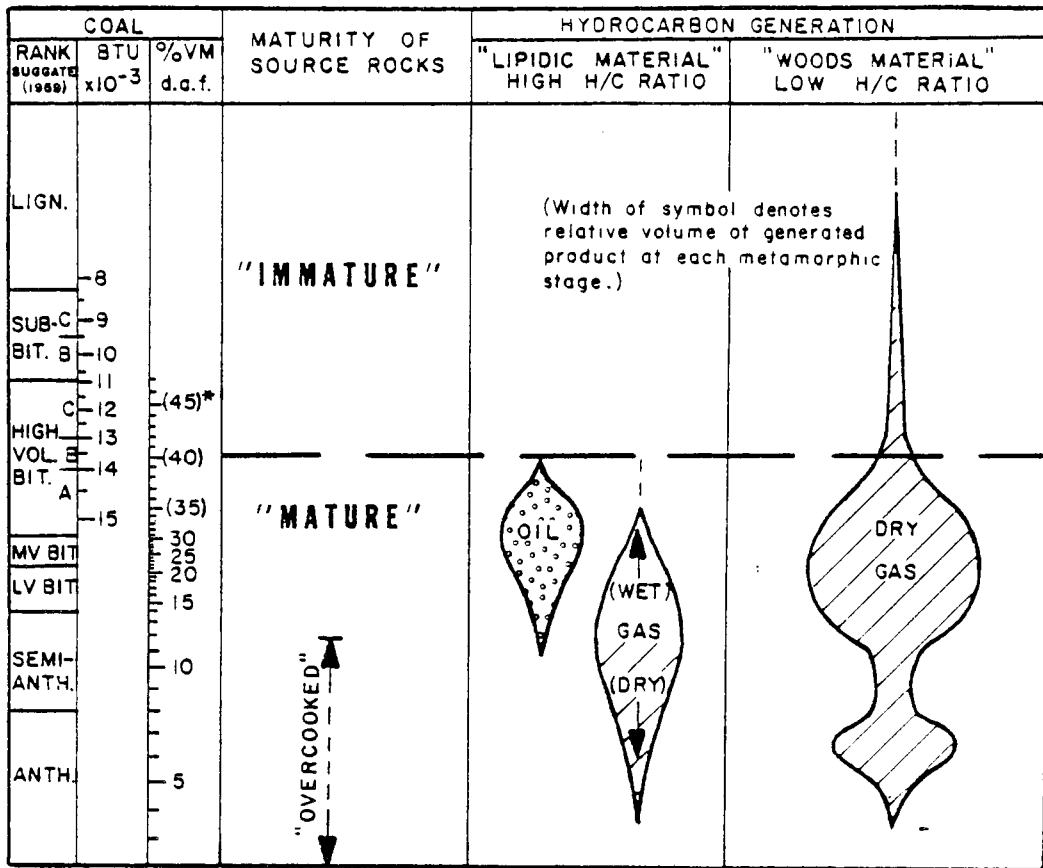 COAL
RANK
SUGGATE
(1959)
BTU
x10⁻³
%VM
d.a.f.
MATURITY OF
SOURCE ROCKS
HYDROCARBON GENERATION
"LIPIDIC MATERIAL"
HIGH H/C RATIO
"WOODS MATERIAL"
LOW H/C RATIO
LIGN.
SUB-C
BIT. B
C
HIGH
VOL. B
BIT.
A
MV BIT
LV BIT
SEMI-
ANTH.
ANTH.
8
9
10
11
12
13
14
15
(45)*
(40)
(35)
30
25
20
15
10
5
"IMMATURE"
"MATURE"
"OVERCOOKED"
(Width of symbol denotes
relative volume of generated
product at each metamorphic
stage.)
OIL
(WET)
GAS
(DRY)
DRY
GAS